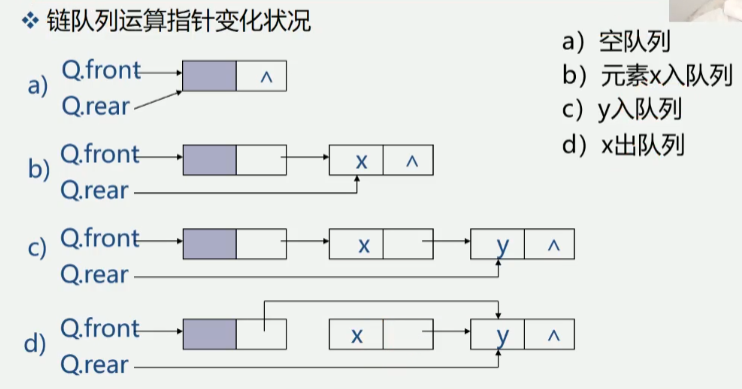 ❖ 链队列运算指针变化状况
a) Q.front ^
Q.rear
b) Q.front x ^
Q.rear
c) Q.front x y ^
Q.rear
d) Q.front x y ^
Q.rear
a）空队列
b）元素x入队列
c）y入队列
d）x出队列